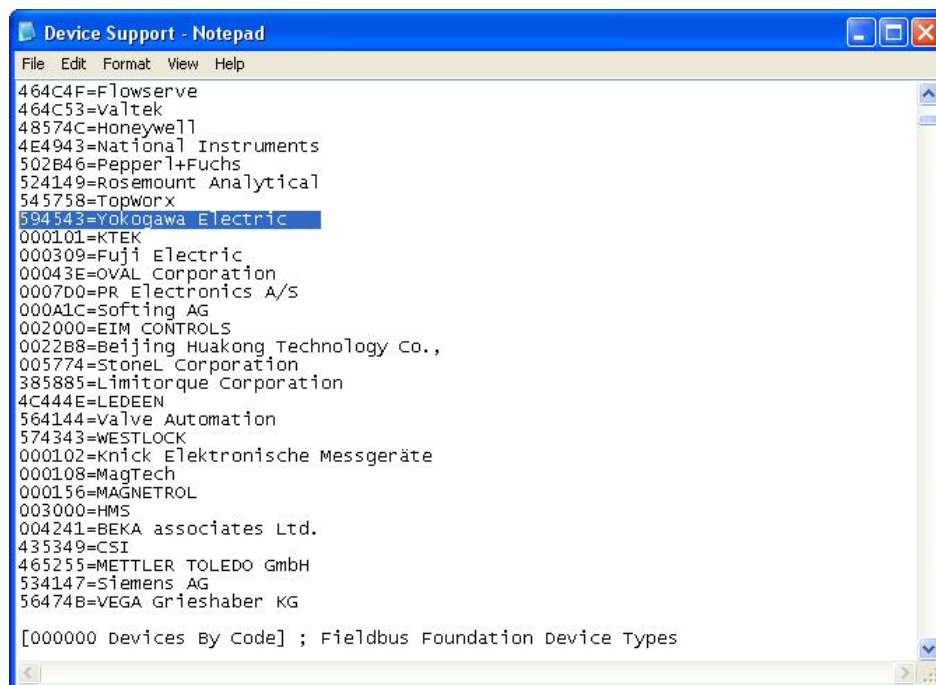 Device Support - Notepad
File Edit Format View Help
464C4F=Flowserve
464C53=Valtek
48574C=Honeywell
4E4943=National Instruments
502B46=Pepperl+Fuchs
524149=Rosemount Analytical
545758=TopWorx
594543=Yokogawa Electric
000101=KTEK
000309=Fuji Electric
00043E=OVAL Corporation
0007D0=PR Electronics A/S
000A1C=Softing AG
002000=EIM CONTROLS
0022B8=Beijing Huakong Technology Co.,
005774=StoneL Corporation
385885=Limitorque Corporation
4C444E=LEDEEN
564144=Valve Automation
574343=WESTLOCK
000102=Knick Elektronische Messgeräte
000108=MagTech
000156=MAGNETROL
003000=HMS
004241=BEKA associates Ltd.
435349=CSI
465255=METTLER TOLEDO GmbH
534147=Siemens AG
56474B=VEGA Grieshaber KG
[000000 Devices By Code] ; Fieldbus Foundation Device Types